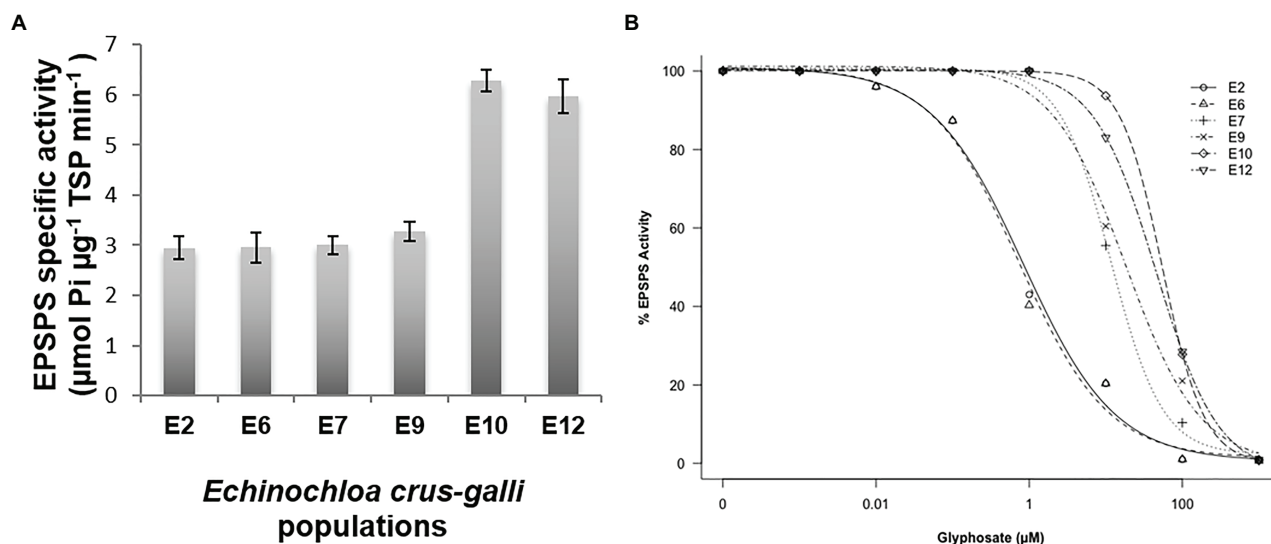 A
EPSPS specific activity
(µmol Pi µg⁻¹ TSP min⁻¹ )
7
6
5
4
3
2
1
0
E2 E6 E7 E9 E10 E12
Echinochloa crus-galli
populations
B
% EPSPS Activity
100
80
60
40
20
0
0 0.01 1 100
Glyphosate (µM)
E2
E6
E7
E9
E10
E12